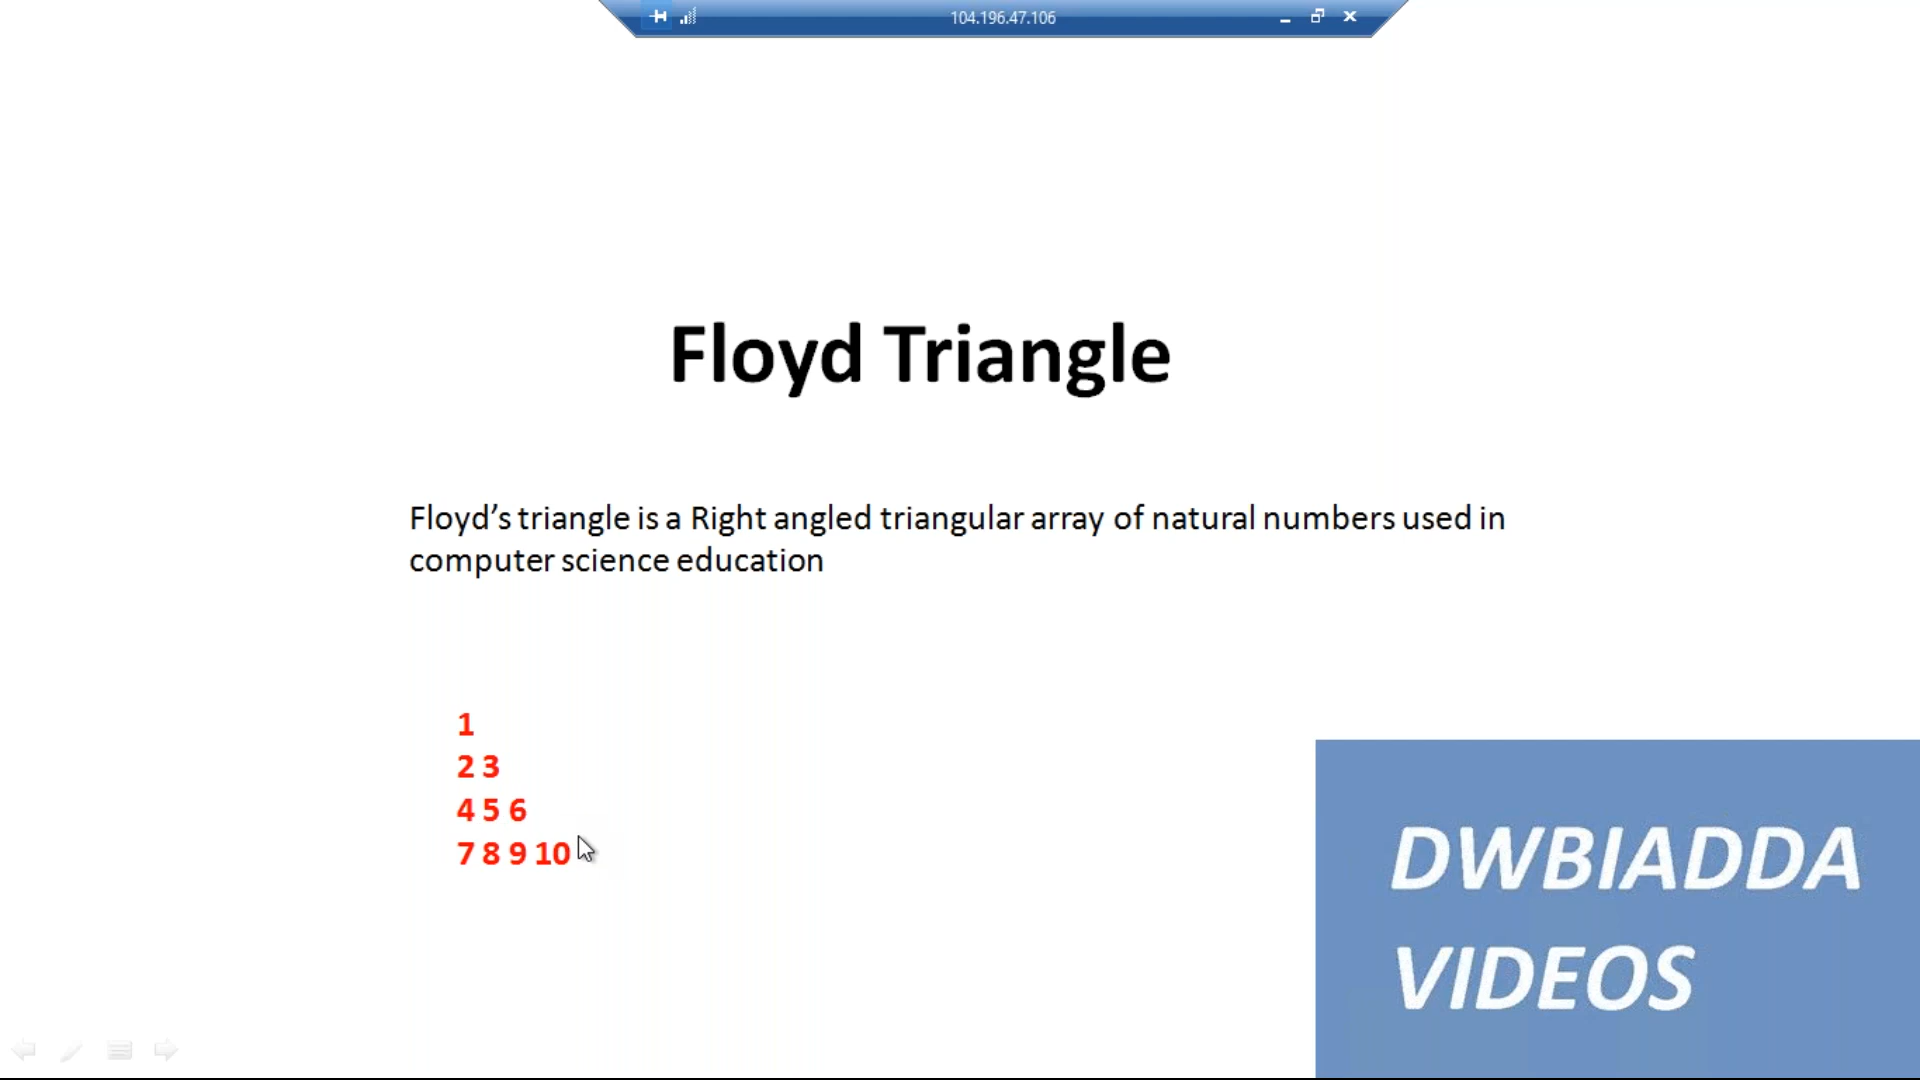 104.196.47.106
Floyd Triangle
Floyd’s triangle is a Right angled triangular array of natural numbers used in
computer science education
1
2 3
4 5 6
7 8 9 10
DWBIADDA
VIDEOS